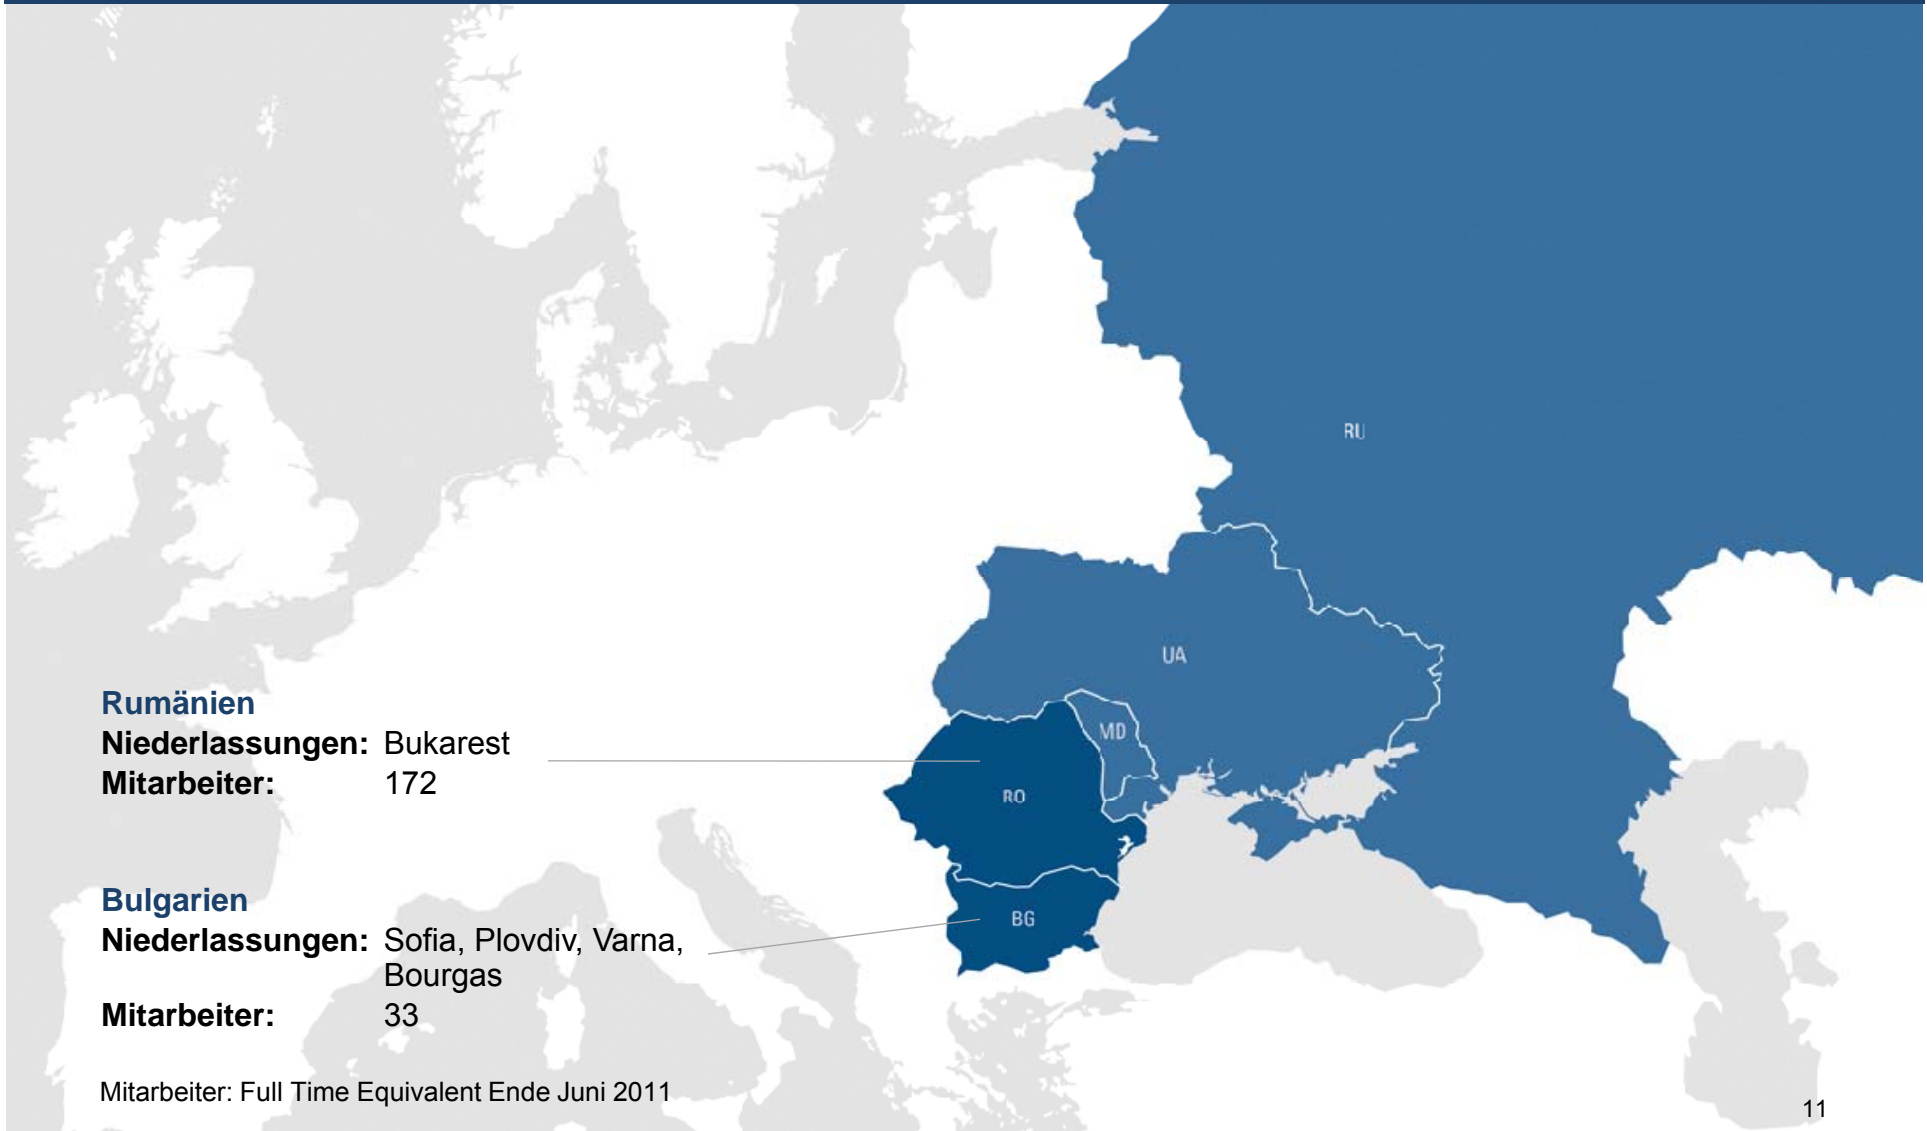 RU
UA
MD
RO
BG
Rumänien
Niederlassungen: Bukarest
Mitarbeiter: 172
Bulgarien
Niederlassungen: Sofia, Plovdiv, Varna,
Bourgas
Mitarbeiter: 33
Mitarbeiter: Full Time Equivalent Ende Juni 2011
11